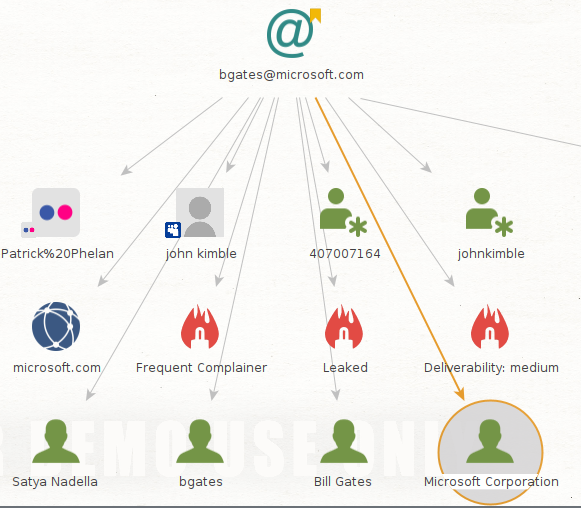 @
bgates@microsoft.com
Patrick%20Phelan
john kimble
407007164
johnkimble
microsoft.com
Frequent Complainer
Leaked
Deliverability: medium
Satya Nadella
bgates
Bill Gates
Microsoft Corporation